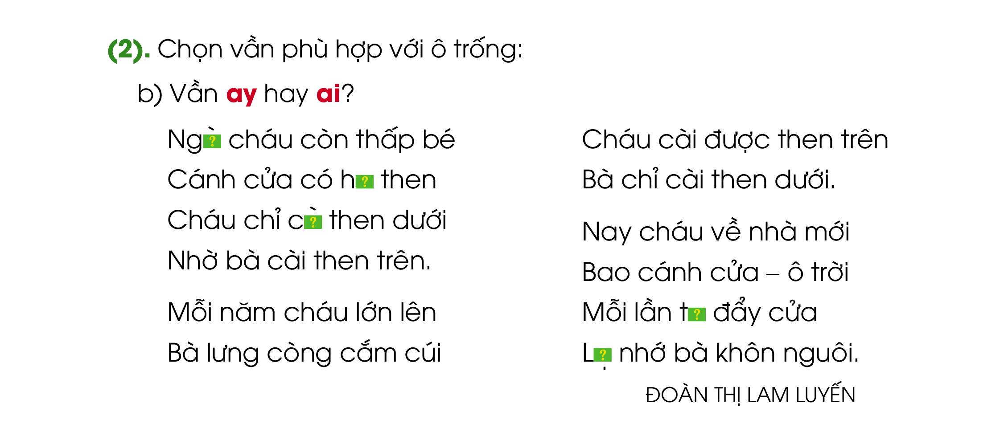 (2). Chọn vần phù hợp với ô trống:
b) Vần ay hay ai?
Ng?̀ cháu còn thấp bé
Cánh cửa có h? then
Cháu chỉ c?̀ then dưới
Nhờ bà cài then trên.
Mỗi năm cháu lớn lên
Bà lưng còng cắm cúi
Cháu cài được then trên
Bà chỉ cài then dưới.
Nay cháu về nhà mới
Bao cánh cửa – ô trời
Mỗi lần t? đẩy cửa
L?̣ nhớ bà khôn nguôi.
ĐOÀN THỊ LAM LUYẾN